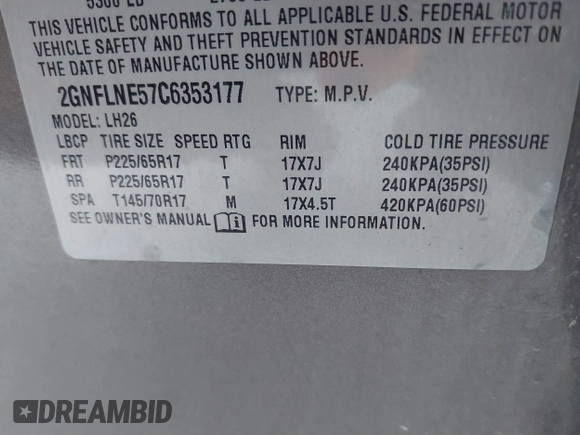 THIS VEHICLE CONFORMS TO ALL APPLICABLE U.S. FEDERAL MOTOR
VEHICLE SAFETY AND THEFT PREVENTION STANDARDS IN EFFECT ON
THE DATE OF MANUFACTURE SHOWN ABOVE.
2GNFLNE57C6353177 TYPE: M.P.V.
MODEL: LH26
LBCP TIRE SIZE SPEED RTG RIM COLD TIRE PRESSURE
FRT P225/65R17 T 17X7J 240KPA(35PSI)
RR P225/65R17 T 17X7J 240KPA(35PSI)
SPA T145/70R17 M 17X4.5T 420KPA(60PSI)
SEE OWNER'S MANUAL FOR MORE INFORMATION.
DREAMBID